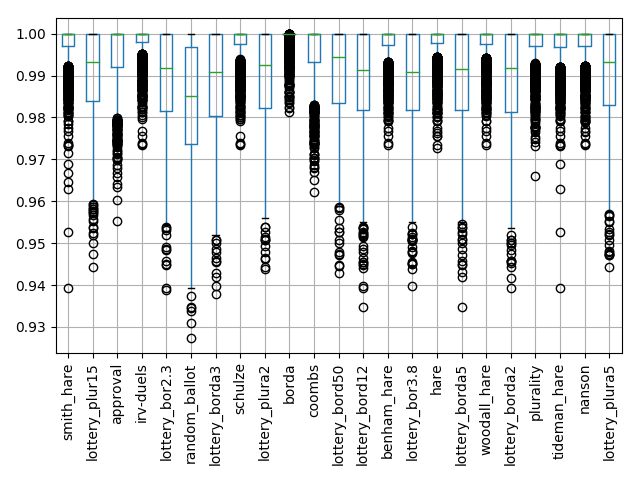 1.00
0.99
0.98
0.97
0.96
0.95
0.94
0.93
smith_hare
lottery_plur15
approval
irv-duels
lottery_bor2.3
random_ballot
lottery_borda3
schulze
lottery_plura2
borda
coombs
lottery_bord50
lottery_bord12
benham_hare
lottery_bor3.8
hare
lottery_borda5
woodall_hare
lottery_borda2
plurality
tideman_hare
nanson
lottery_plura5